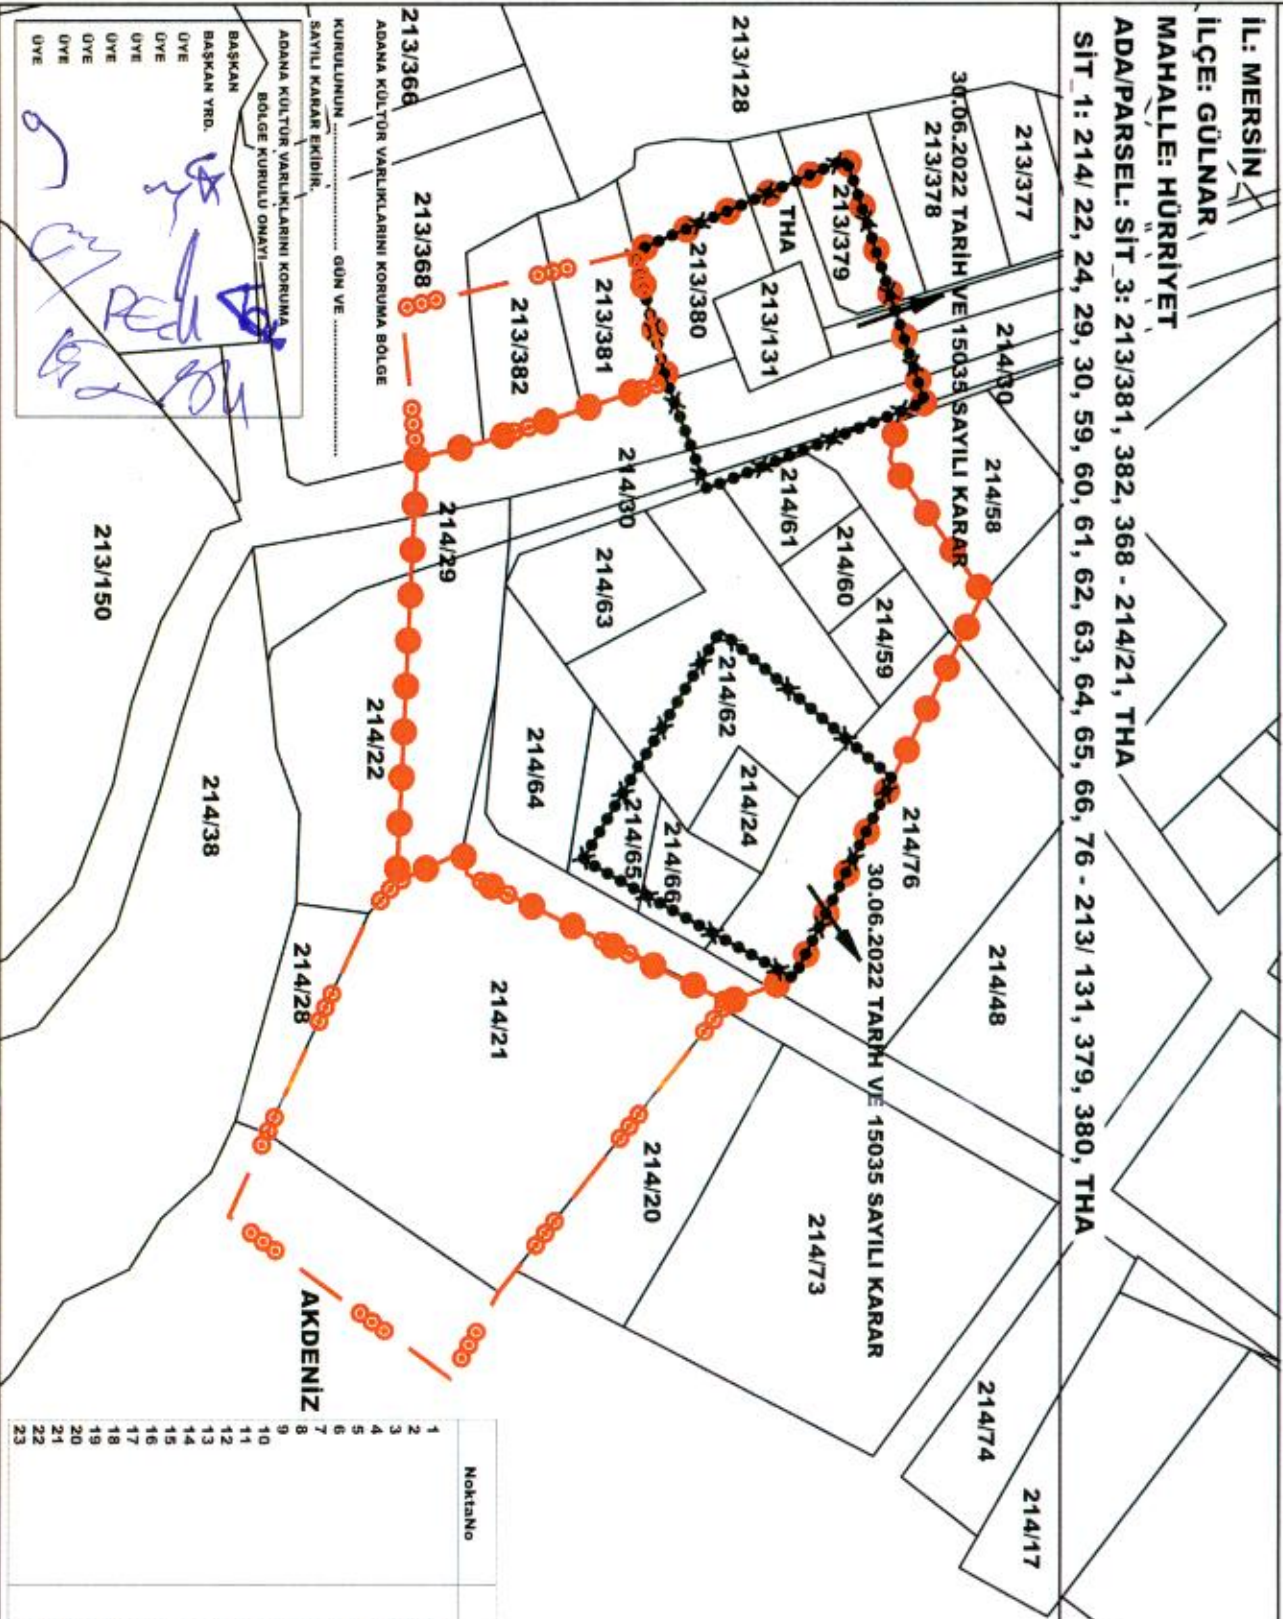 İL: MERSİN
İLÇE: GÜLNAR
MAHALLE: HÜRRİYET
ADA/PARSEL: SİT_3: 213/381, 382, 368 - 214/21, THA
SİT_1: 214/ 22, 24, 29, 30, 59, 60, 61, 62, 63, 64, 65, 66, 76 - 213/ 131, 379, 380, THA
213/377
213/378
30.06.2022 TARİH VE 15035 SAYILI KARAR
214/30
214/58
213/128
213/379
THA
213/131
213/380
214/61
214/60
214/59
214/76
214/48
30.06.2022 TARİH VE 15035 SAYILI KARAR
214/17
214/74
214/73
213/381
213/382
214/30
214/63
214/62
214/24
214/66
214/65
214/64
214/20
213/366
213/368
214/29
214/22
214/21
214/28
214/38
213/150
AKDENİZ
ADANA KÜLTÜR VARLIKLARINI KORUMA BÖLGE
KURULUNUN .................... GÜN VE ....................
SAYILI KARAR EKİDİR.
ADANA KÜLTÜR VARLIKLARINI KORUMA
BÖLGE KURULU ONAYI
BAŞKAN
BAŞKAN YRD.
ÜYE
ÜYE
ÜYE
ÜYE
ÜYE
ÜYE
ÜYE
NoktaNo
1
2
3
4
5
6
7
8
9
10
11
12
13
14
15
16
17
18
19
20
21
22
23